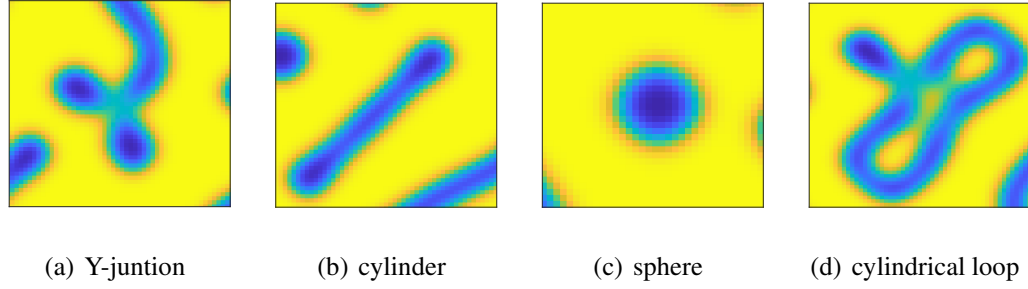 (a) Y-juntion
(b) cylinder
(c) sphere
(d) cylindrical loop